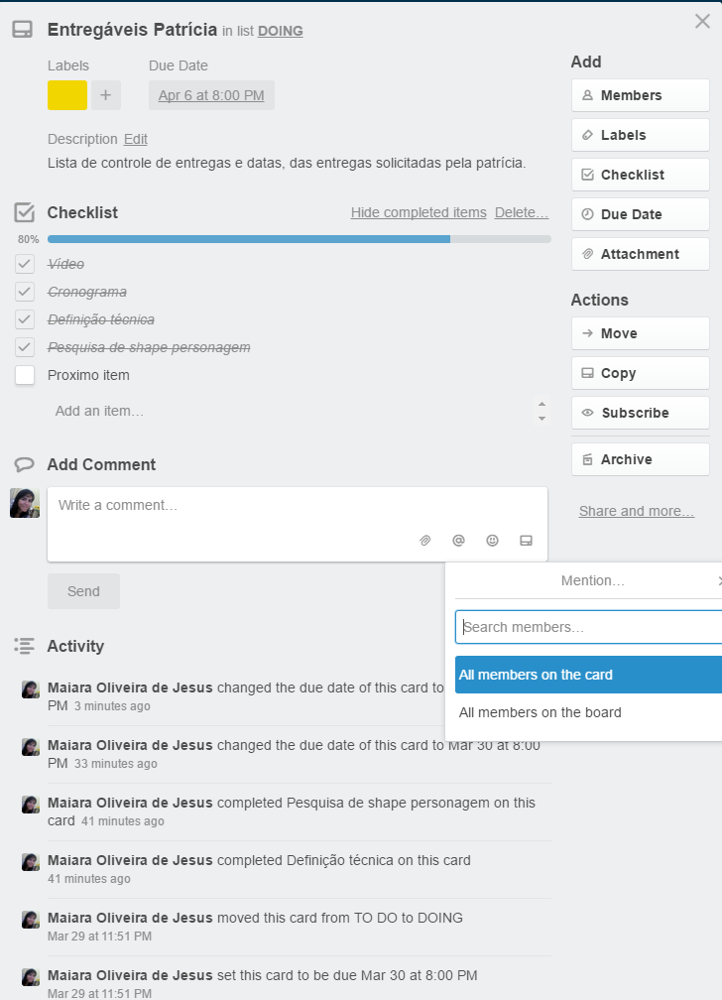 Entregáveis Patrícia in list DOING
Labels
Due Date
+
Apr 6 at 8:00 PM
Description Edit
Lista de controle de entregas e datas, das entregas solicitadas pela patrícia.
Checklist
Hide completed items Delete…
80%
Vídeo
Cronograma
Definição técnica
Pesquisa de shape personagem
Proximo item
Add an item…
Add Comment
Write a comment…
Send
Activity
Maiara Oliveira de Jesus changed the due date of this card to
PM 3 minutes ago
Maiara Oliveira de Jesus changed the due date of this card to Mar 30 at 8:00
PM 33 minutes ago
Maiara Oliveira de Jesus completed Pesquisa de shape personagem on this
card 41 minutes ago
Maiara Oliveira de Jesus completed Definição técnica on this card
41 minutes ago
Maiara Oliveira de Jesus moved this card from TO DO to DOING
Mar 29 at 11:51 PM
Maiara Oliveira de Jesus set this card to be due Mar 30 at 8:00 PM
Mar 29 at 11:51 PM
Add
Members
Labels
Checklist
Due Date
Attachment
Actions
Move
Copy
Subscribe
Archive
Share and more…
Mention…
Search members…
All members on the card
All members on the board